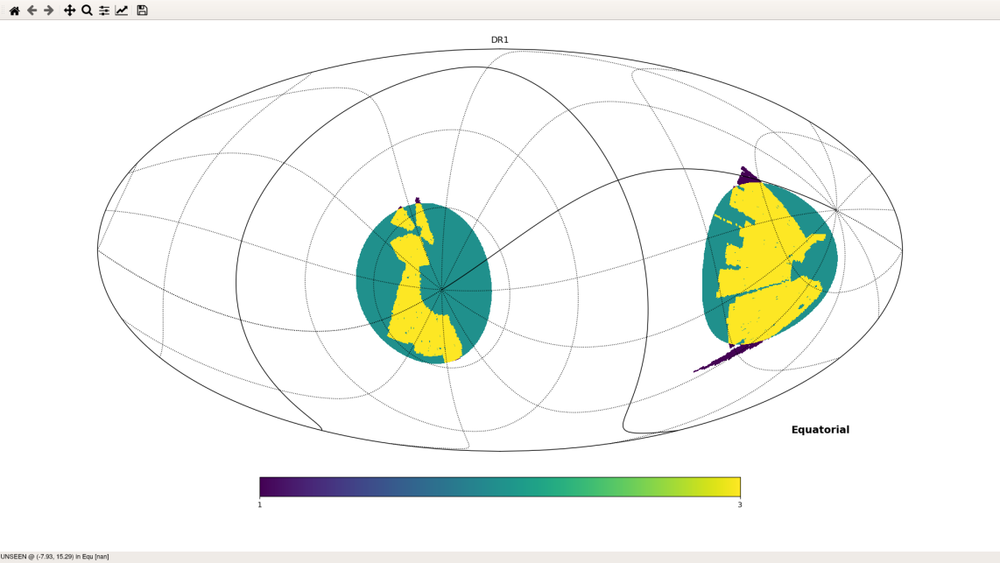 DR1
Equatorial
1
3
UNSEEN @ (-7.93, 15.29) in Equ [nan]